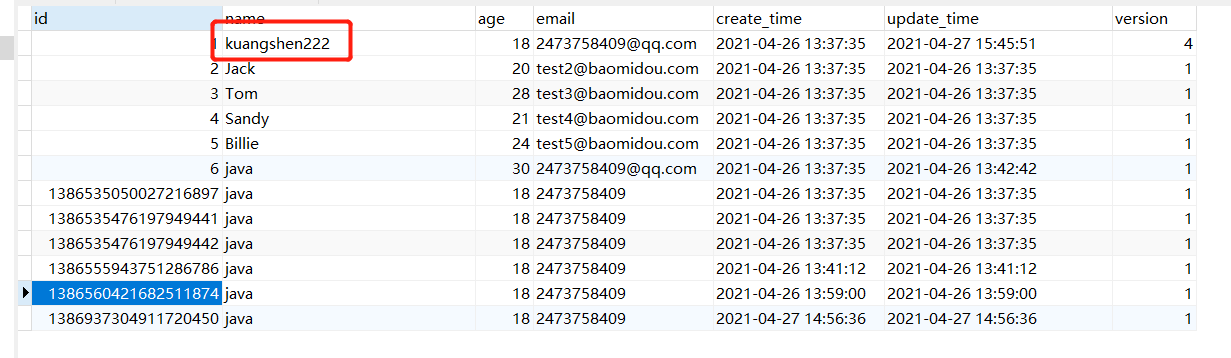 id name age email create_time update_time version
1 kuangshen222 18 2473758409@qq.com 2021-04-26 13:37:35 2021-04-27 15:45:51 4
2 Jack 20 test2@baomidou.com 2021-04-26 13:37:35 2021-04-26 13:37:35 1
3 Tom 28 test3@baomidou.com 2021-04-26 13:37:35 2021-04-26 13:37:35 1
4 Sandy 21 test4@baomidou.com 2021-04-26 13:37:35 2021-04-26 13:37:35 1
5 Billie 24 test5@baomidou.com 2021-04-26 13:37:35 2021-04-26 13:37:35 1
6 java 30 2473758409@qq.com 2021-04-26 13:37:35 2021-04-26 13:42:42 1
1386535050027216897 java 18 2473758409 2021-04-26 13:37:35 2021-04-26 13:37:35 1
1386535476197949441 java 18 2473758409 2021-04-26 13:37:35 2021-04-26 13:37:35 1
1386535476197949442 java 18 2473758409 2021-04-26 13:37:35 2021-04-26 13:37:35 1
1386555943751286786 java 18 2473758409 2021-04-26 13:41:12 2021-04-26 13:41:12 1
1386560421682511874 java 18 2473758409 2021-04-26 13:59:00 2021-04-26 13:59:00 1
1386937304911720450 java 18 2473758409 2021-04-27 14:56:36 2021-04-27 14:56:36 1